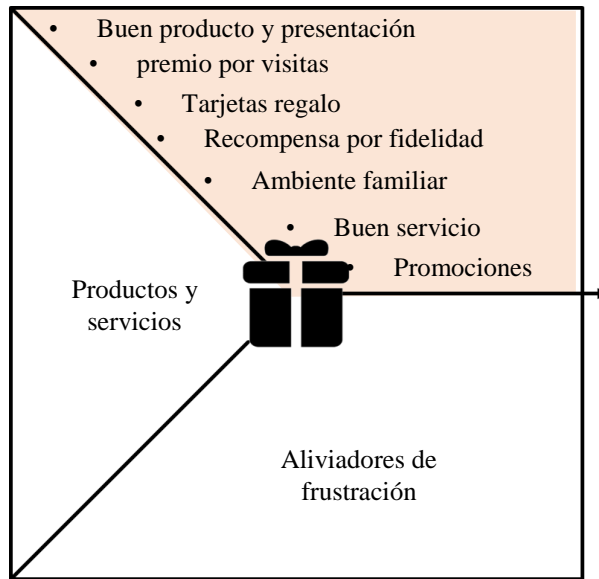 • Buen producto y presentación
• premio por visitas
• Tarjetas regalo
• Recompensa por fidelidad
• Ambiente familiar
• Buen servicio
• Promociones
Productos y
servicios
Aliviadores de
frustración